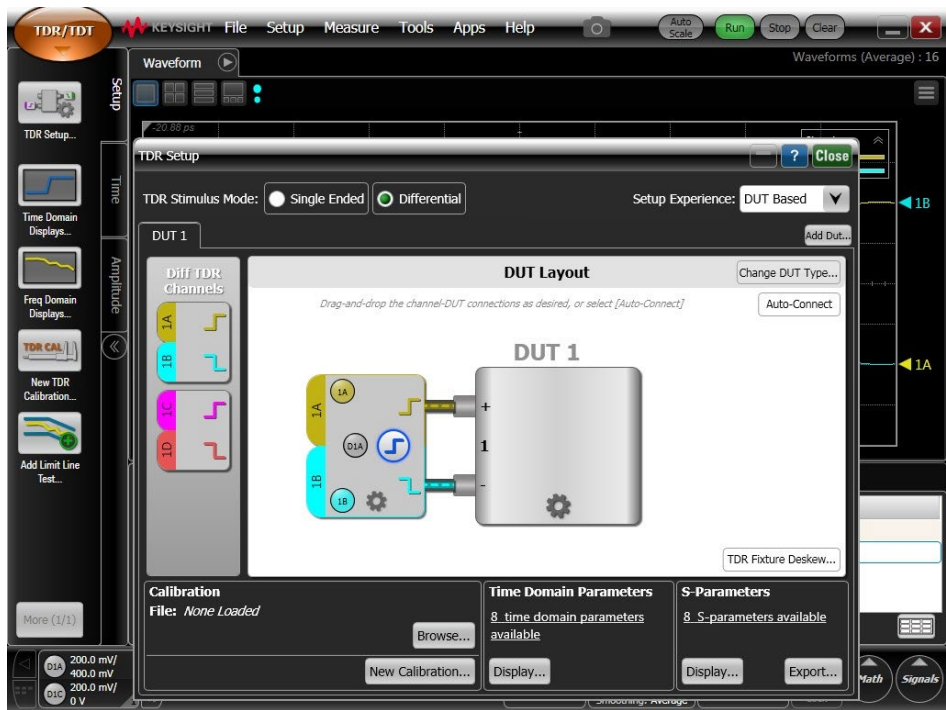 TDR/TDT
KEYSIGHT File Setup Measure Tools Apps Help
Auto Scale
Run
Stop
Clear
Waveform
Waveforms (Average) : 16
Setup
Time
Amplitude
TDR Setup...
Time Domain
Displays...
Freq Domain
Displays...
TDR CAL
New TDR
Calibration...
Add Limit Line
Test...
More (1/1)
-20.88 ps
TDR Setup
?
Close
TDR Stimulus Mode:
Single Ended
Differential
Setup Experience:
DUT Based
DUT 1
Add Dut...
Diff TDR
Channels
1A
1B
1C
1D
DUT Layout
Change DUT Type...
Drag-and-drop the channel-DUT connections as desired, or select [Auto-Connect]
Auto-Connect
DUT 1
1A
1A
D1A
1B
1B
+
1
-
TDR Fixture Deskew...
1B
1A
Calibration
File: None Loaded
Browse...
New Calibration...
Time Domain Parameters
8 time domain parameters
available
Display...
S-Parameters
8 S-parameters available
Display...
Export...
D1A
200.0 mV/
400.0 mV
D1C
200.0 mV/
0 V
Smoothing: Average
Math
Signals